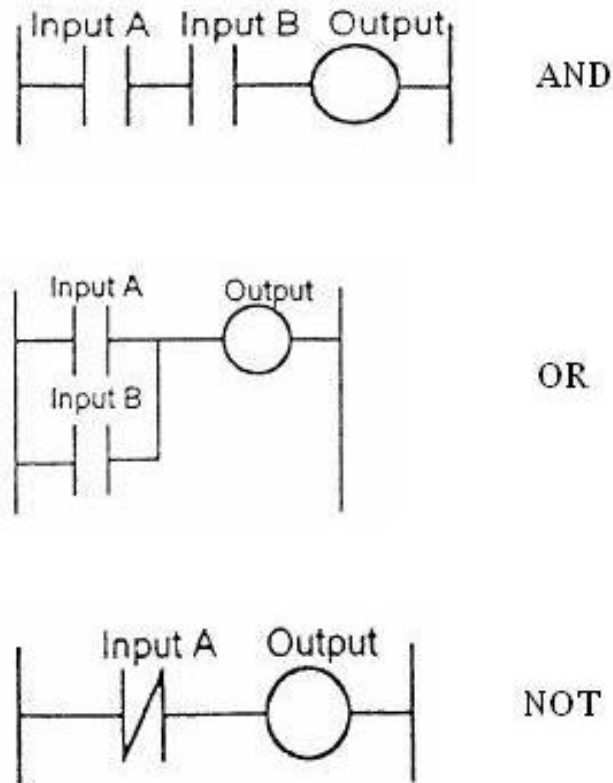 Input A Input B Output
AND
Input A Output
OR
Input B
Input A Output
NOT